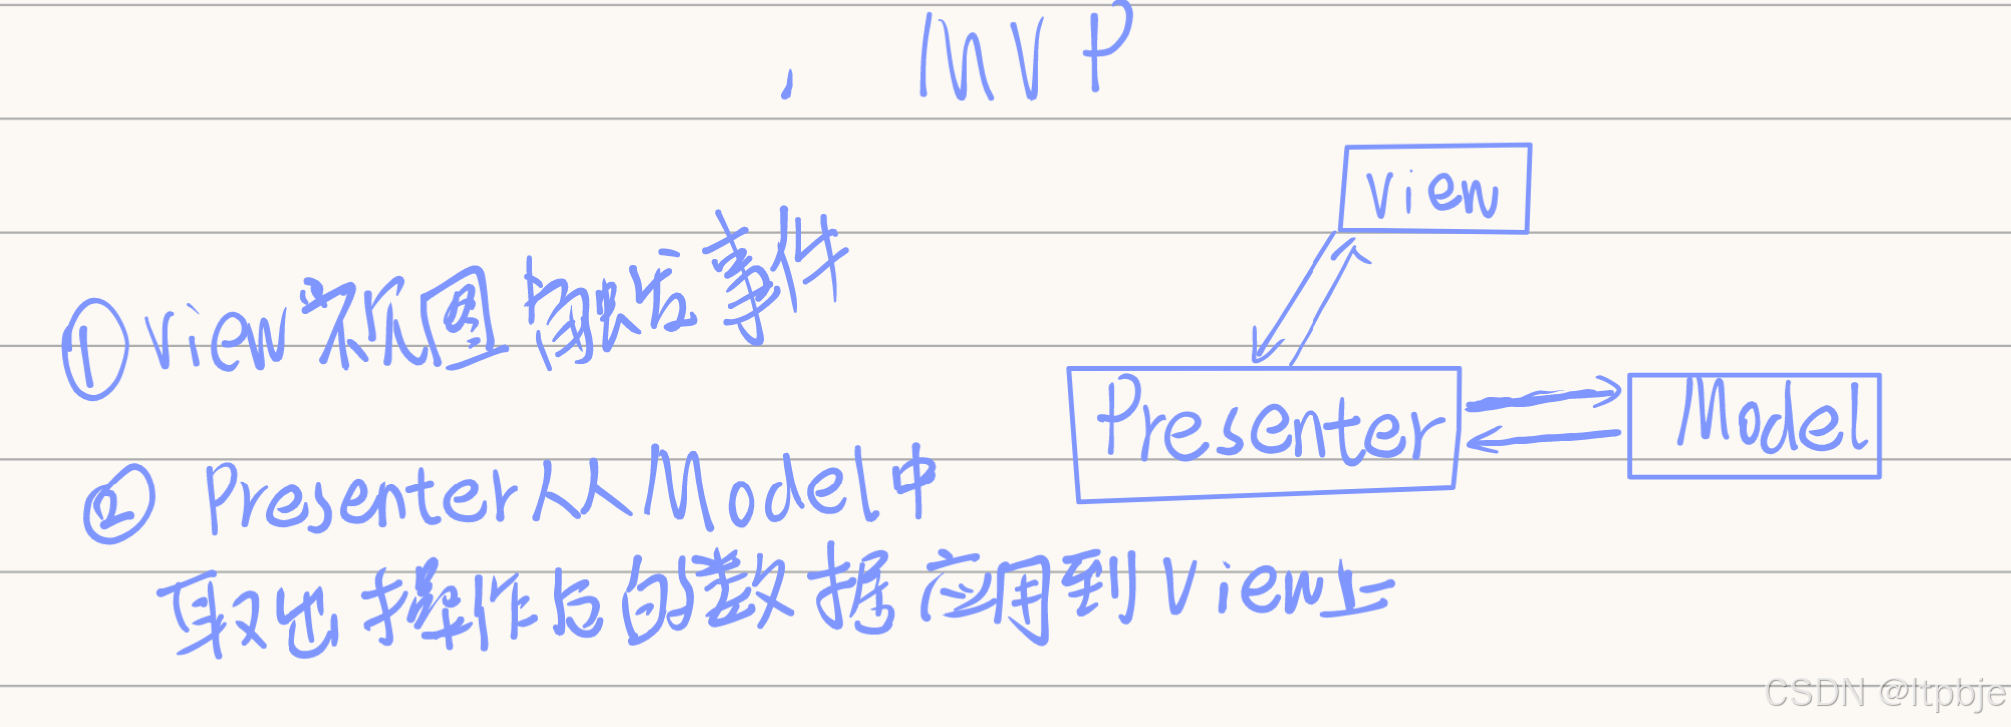 MVP
view
①view视图触发事件
Presenter
Model
② Presenter从Model中
取出操作后的数据应用到View上
CSDN @ltpbje